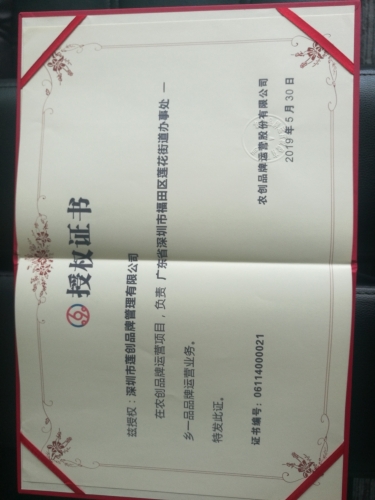 授权证书
兹授权：深圳市莲创品牌管理有限公司
在农创品牌运营项目，负责 广东省深圳市福田区莲花街道办事处 一
乡一品品牌运营业务。
特发此证。
证书编号：06114000021
农创品牌运营股份有限公司
2019 年 5 月 30 日